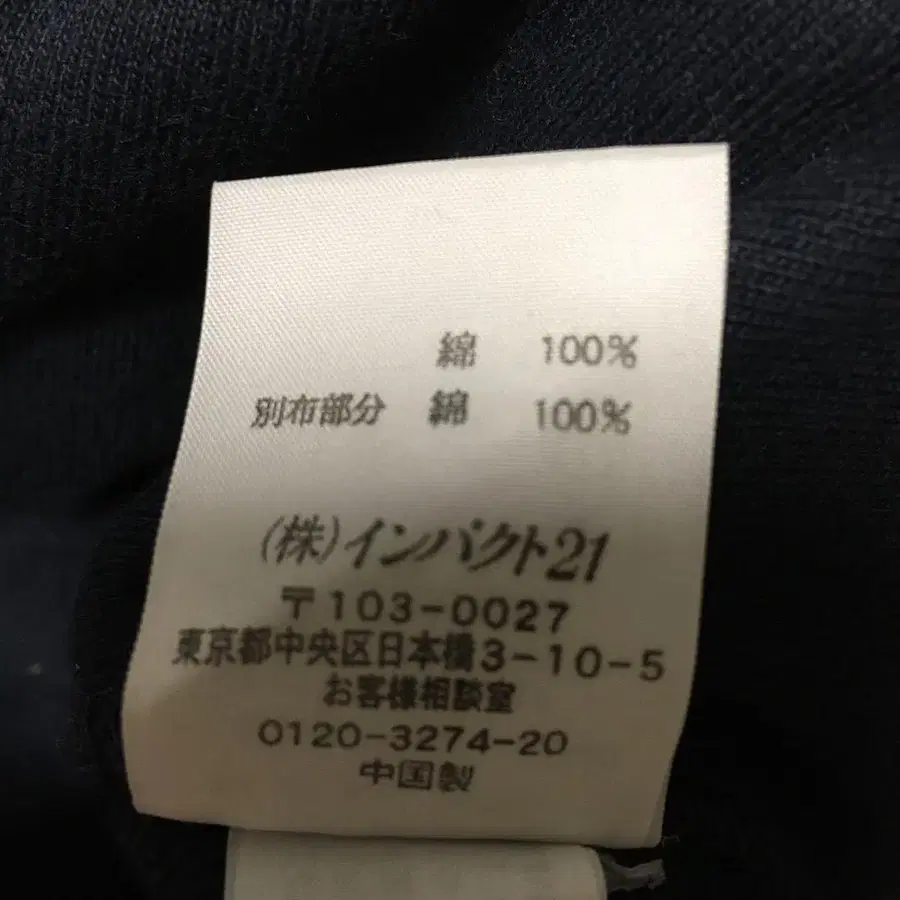 綿 100%
別布部分 綿 100%
(株)インパクト21
〒103-0027
東京都中央区日本橋3-10-5
お客様相談室
0120-3274-20
中国製